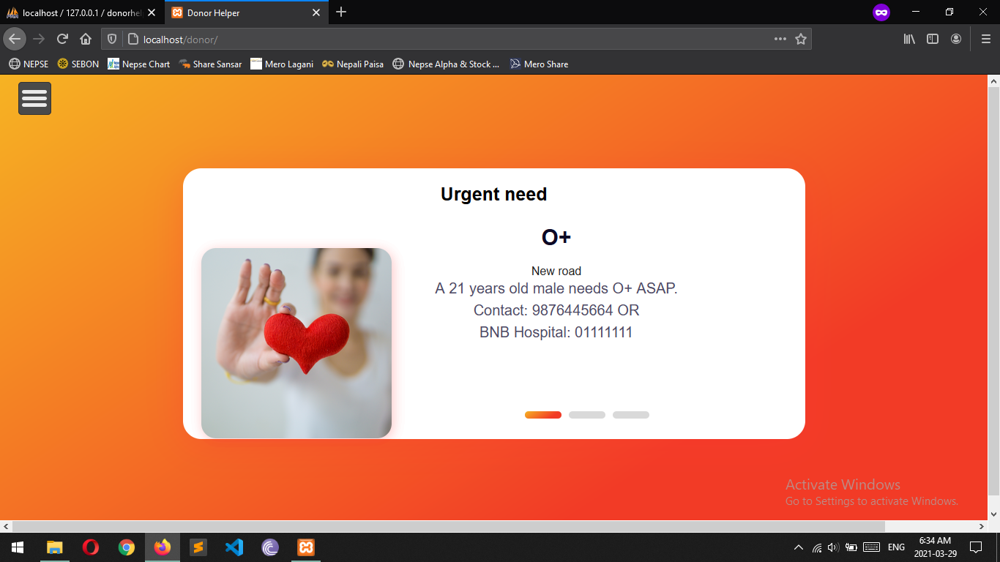 localhost / 127.0.0.1 / donorhel
Donor Helper
localhost/donor/
NEPSE
SEBON
Nepse Chart
Share Sansar
Mero Lagani
Nepali Paisa
Nepse Alpha & Stock ...
Mero Share
Urgent need
O+
New road
A 21 years old male needs O+ ASAP.
Contact: 9876445664 OR
BNB Hospital: 01111111
Activate Windows
Go to Settings to activate Windows.
ENG
6:34 AM
2021-03-29